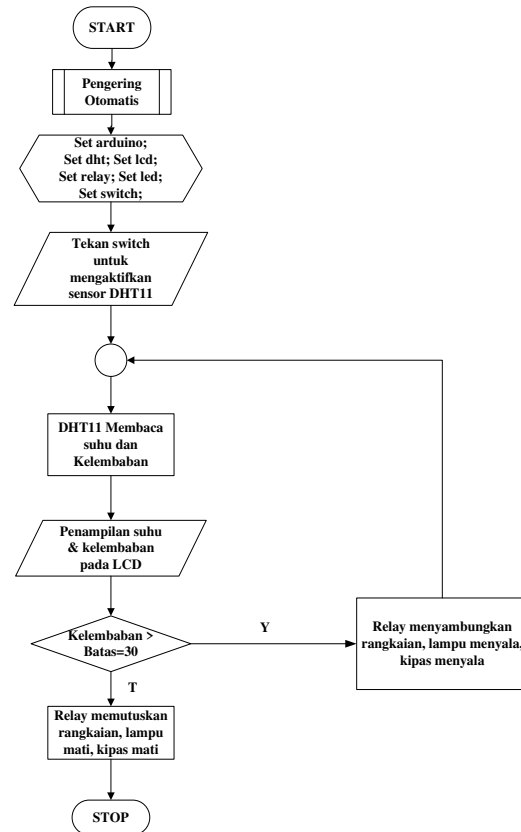 START
Pengering
Otomatis
Set arduino;
Set dht; Set lcd;
Set relay; Set led;
Set switch;
Tekan switch
untuk
mengaktifkan
sensor DHT11
DHT11 Membaca
suhu dan
Kelembaban
Penampilan suhu
& kelembaban
pada LCD
Kelembaban >
Batas=30
Y
Relay menyambungkan
rangkaian, lampu menyala,
kipas menyala
T
Relay memutuskan
rangkaian, lampu
mati, kipas mati
STOP